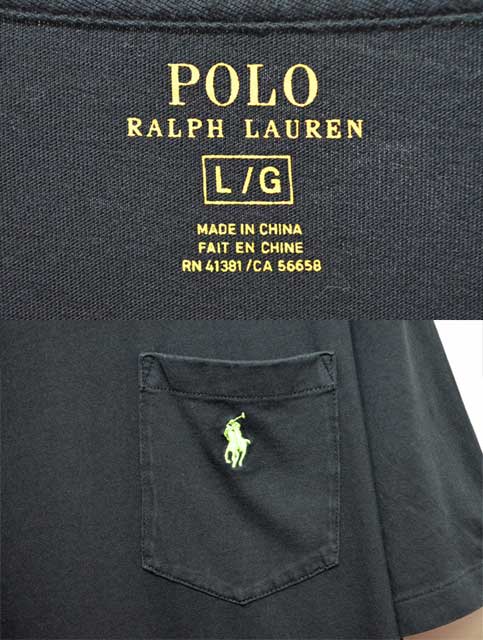 POLO
RALPH LAUREN
L/G
MADE IN CHINA
FAIT EN CHINE
RN 41381/CA 56658